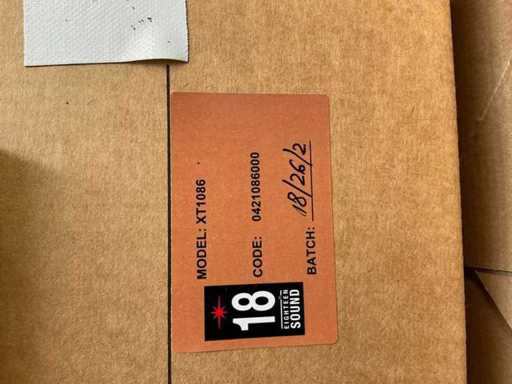 MODEL: XT1086
CODE: 0421086000
BATCH: 18/26/2
18
EIGHTEEN
SOUND